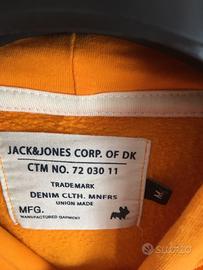 JACK&JONES CORP. OF DK
CTM NO. 72 030 11
TRADEMARK
DENIM CLTH. MNFRS
UNION MADE
MFG.
MANUFACTURED GARMENT
M
subito